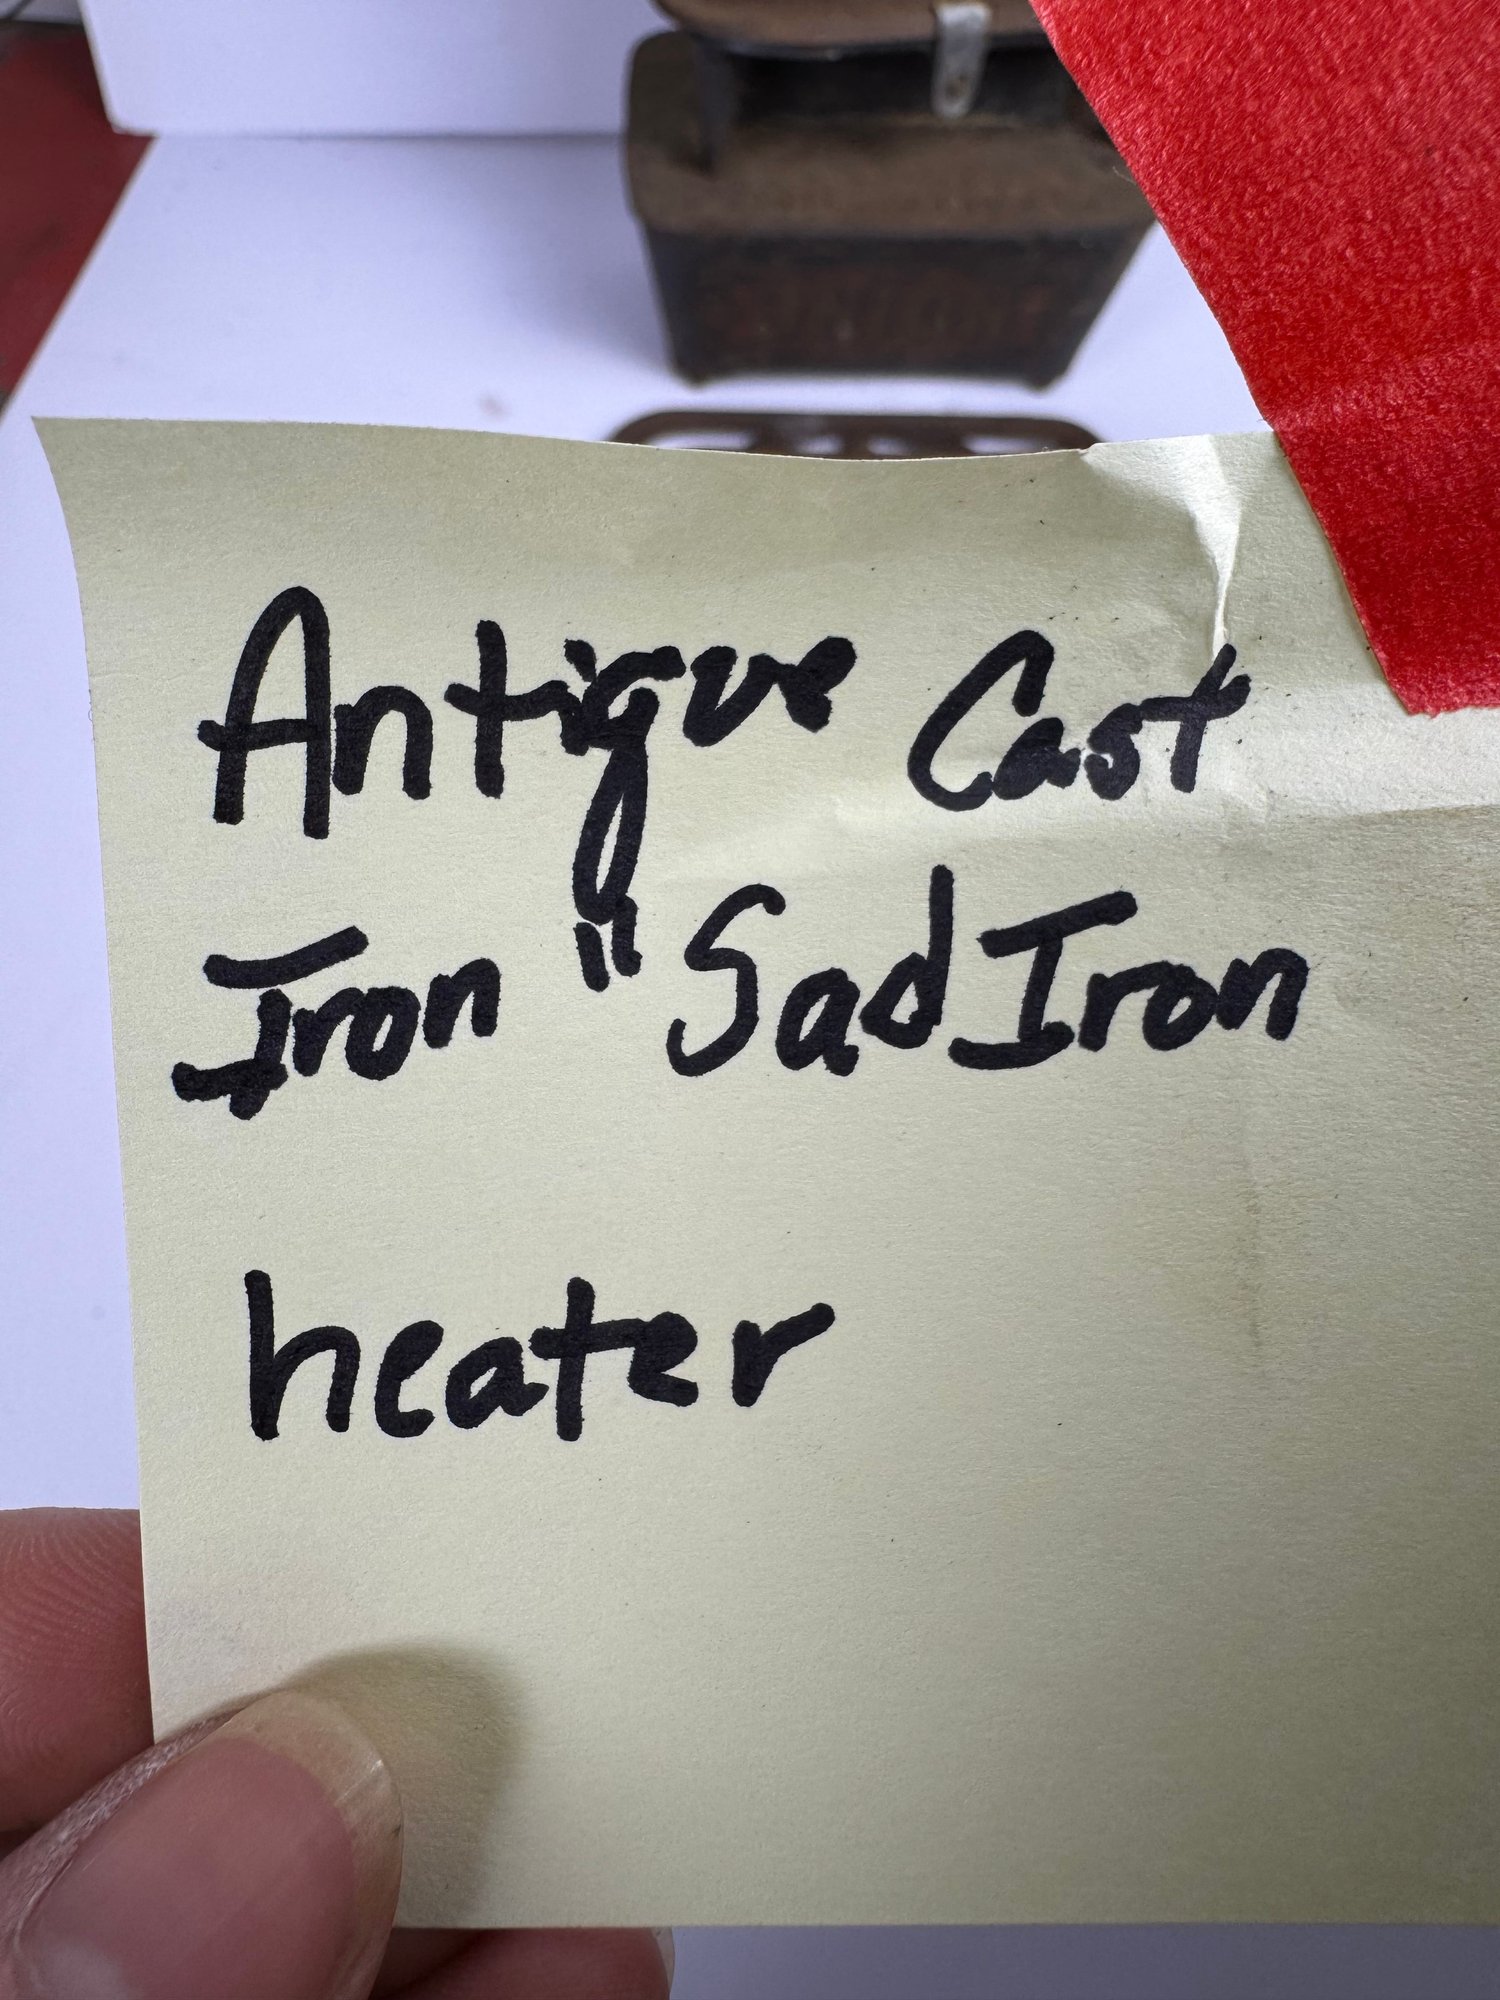 Antique Cast
Iron "Sad Iron
heater